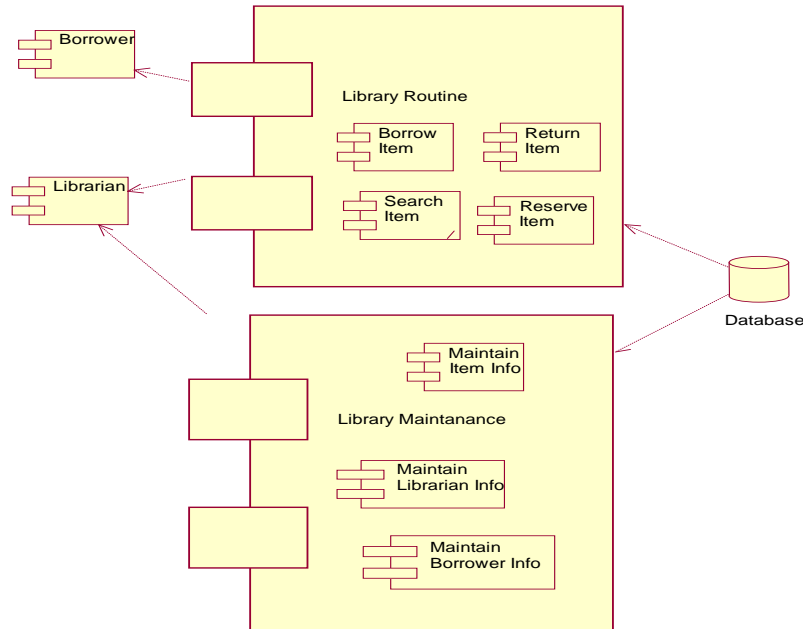 Borrower
Librarian
Library Routine
Borrow
Item
Return
Item
Search
Item
Reserve
Item
Database
Maintain
Item Info
Library Maintanance
Maintain
Librarian Info
Maintain
Borrower Info